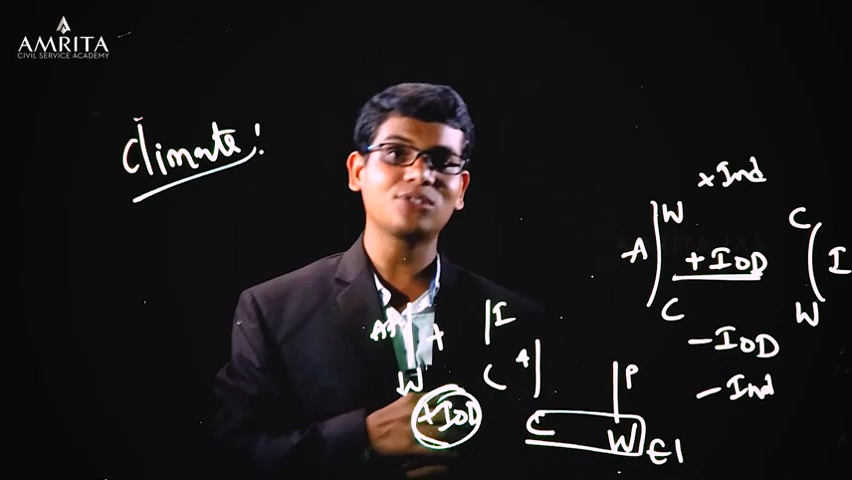 AMRITA
CIVIL SERVICE ACADEMY
Climate!
+Ind
W C
A +IOD I
C W
-IOD
-Ind
I
A +
W C A P
+IOD C W El